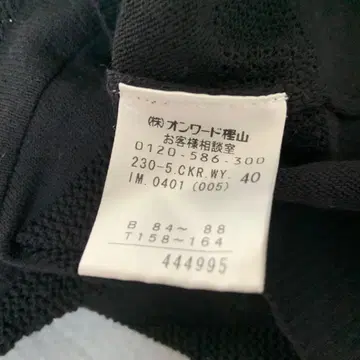 (株)オンワード樫山
お客様相談室
0120-586-300
230-5.CKR.WY. 40
IM.0401 (005)
B 84～ 88
T158～164
444995